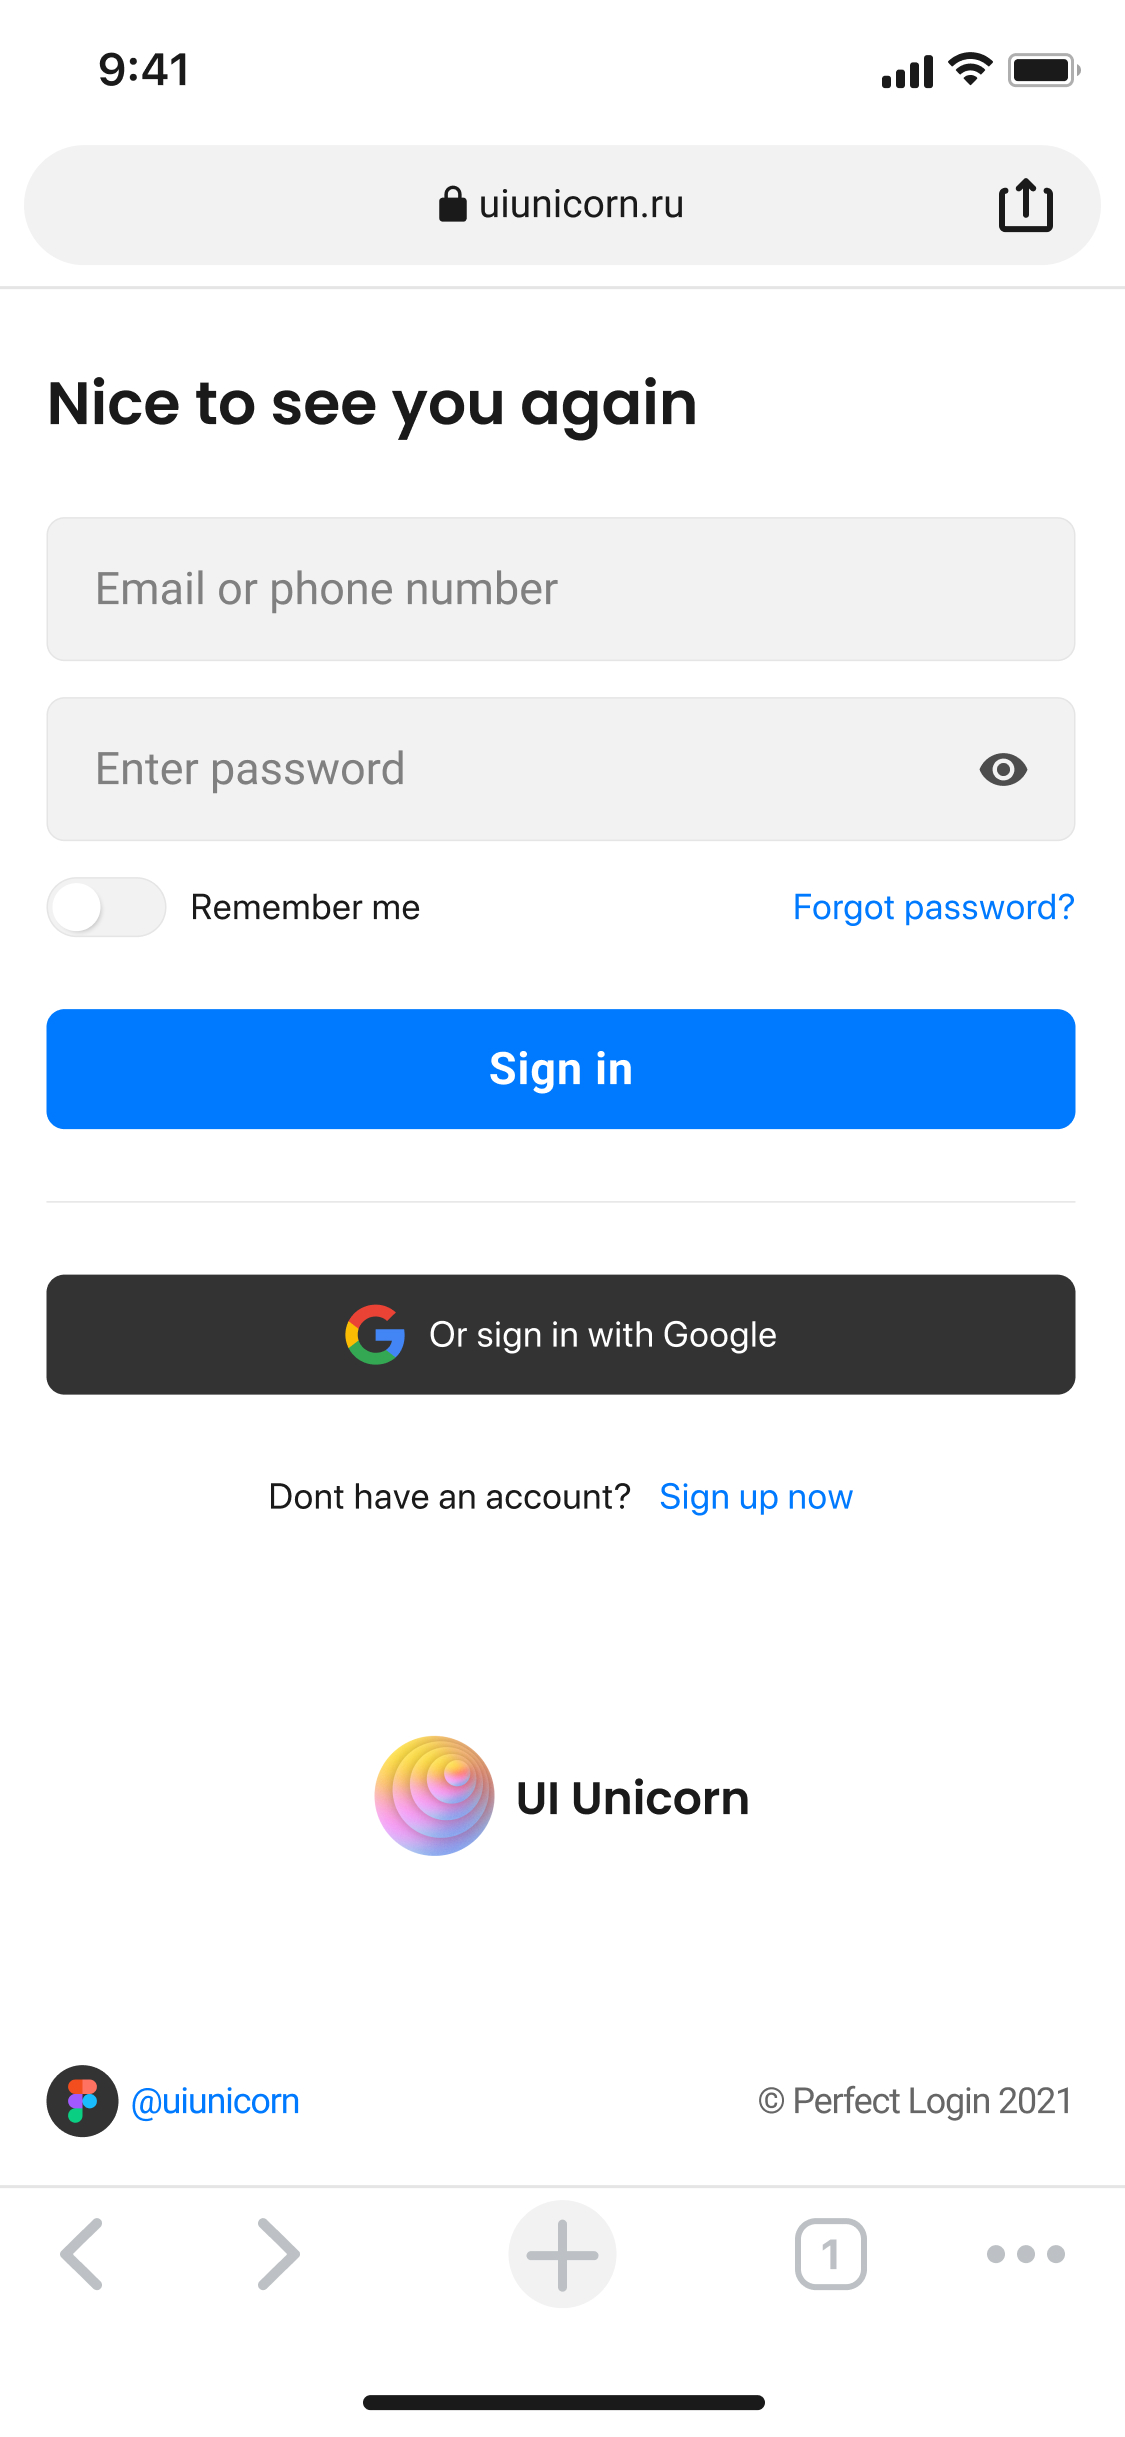 9:41
uiunicorn.ru
Nice to see you again
Email or phone number
Enter password
Remember me
Forgot password?
Sign in
Or sign in with Google
Dont have an account? Sign up now
UI Unicorn
@uiunicorn
© Perfect Login 2021
1